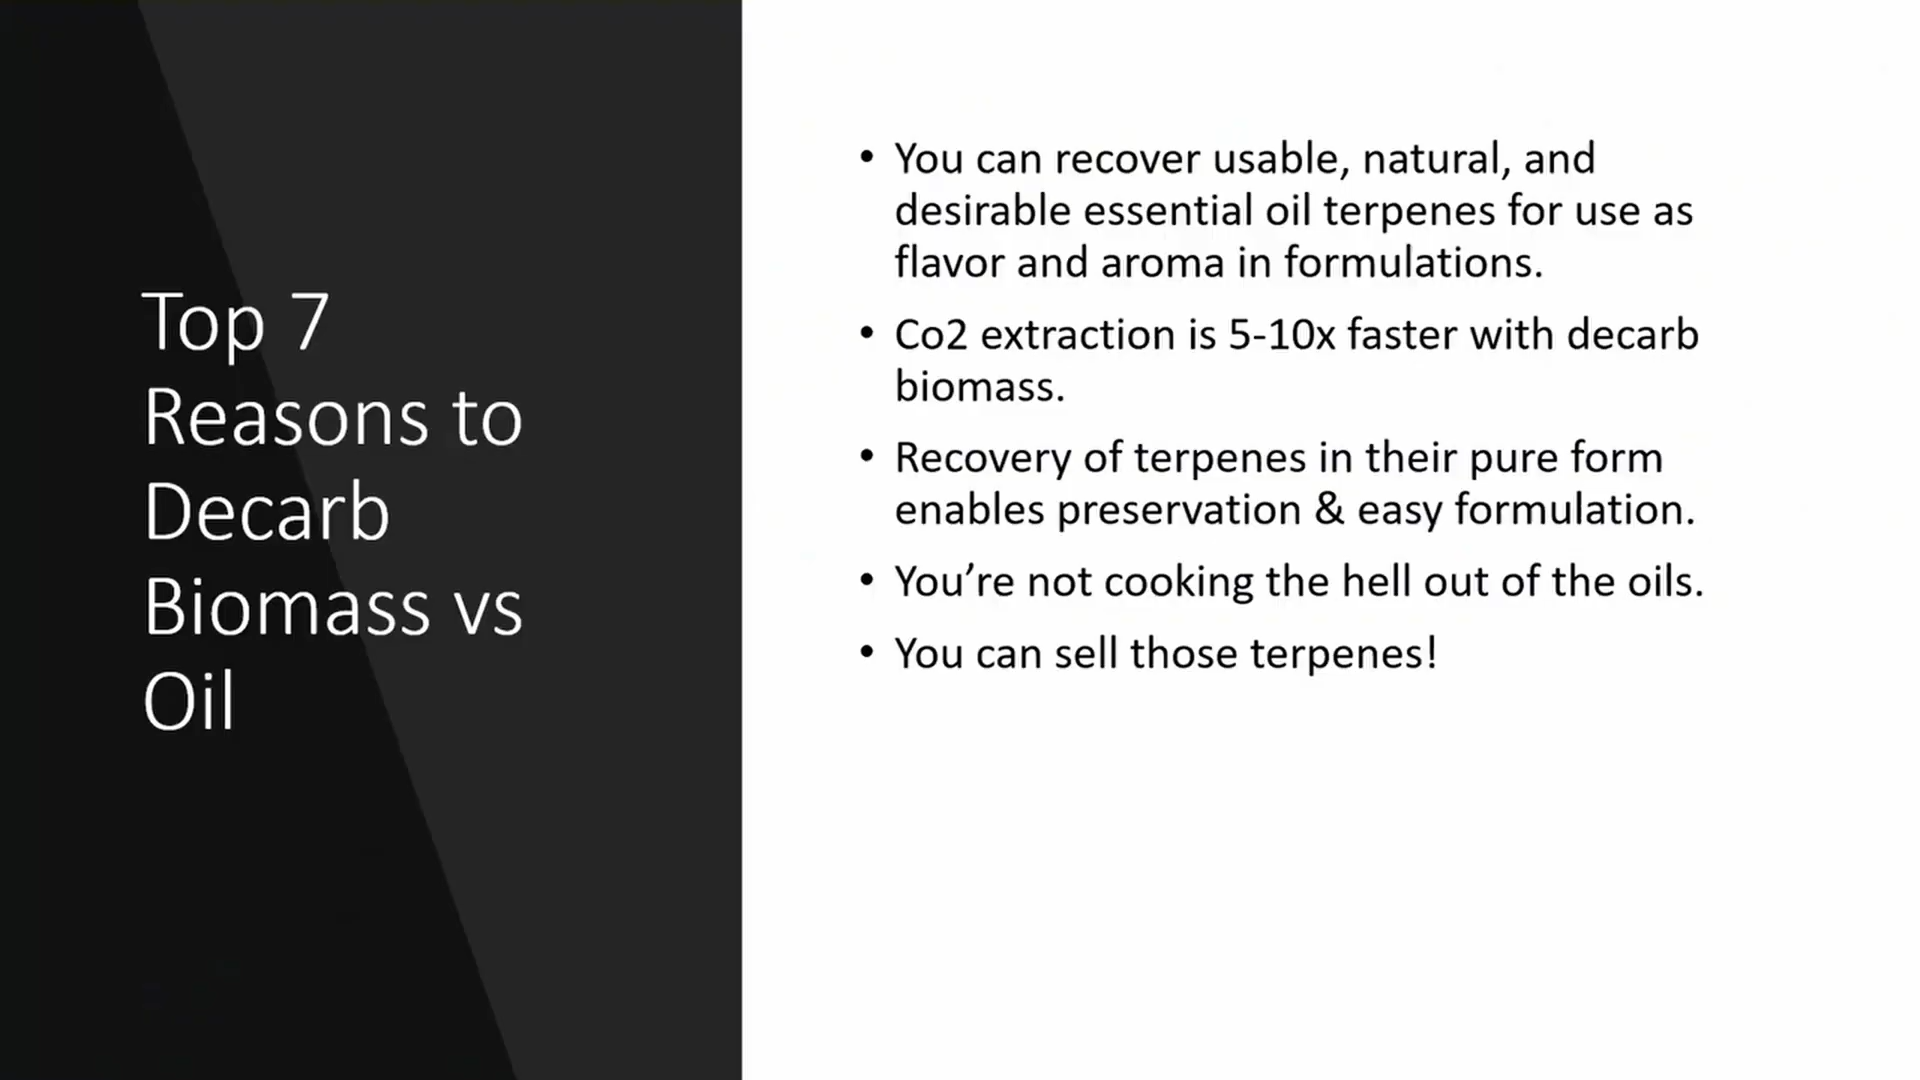 Top 7
Reasons to
Decarb
Biomass vs
Oil
• You can recover usable, natural, and
desirable essential oil terpenes for use as
flavor and aroma in formulations.
• Co2 extraction is 5-10x faster with decarb
biomass.
• Recovery of terpenes in their pure form
enables preservation & easy formulation.
• You’re not cooking the hell out of the oils.
• You can sell those terpenes!